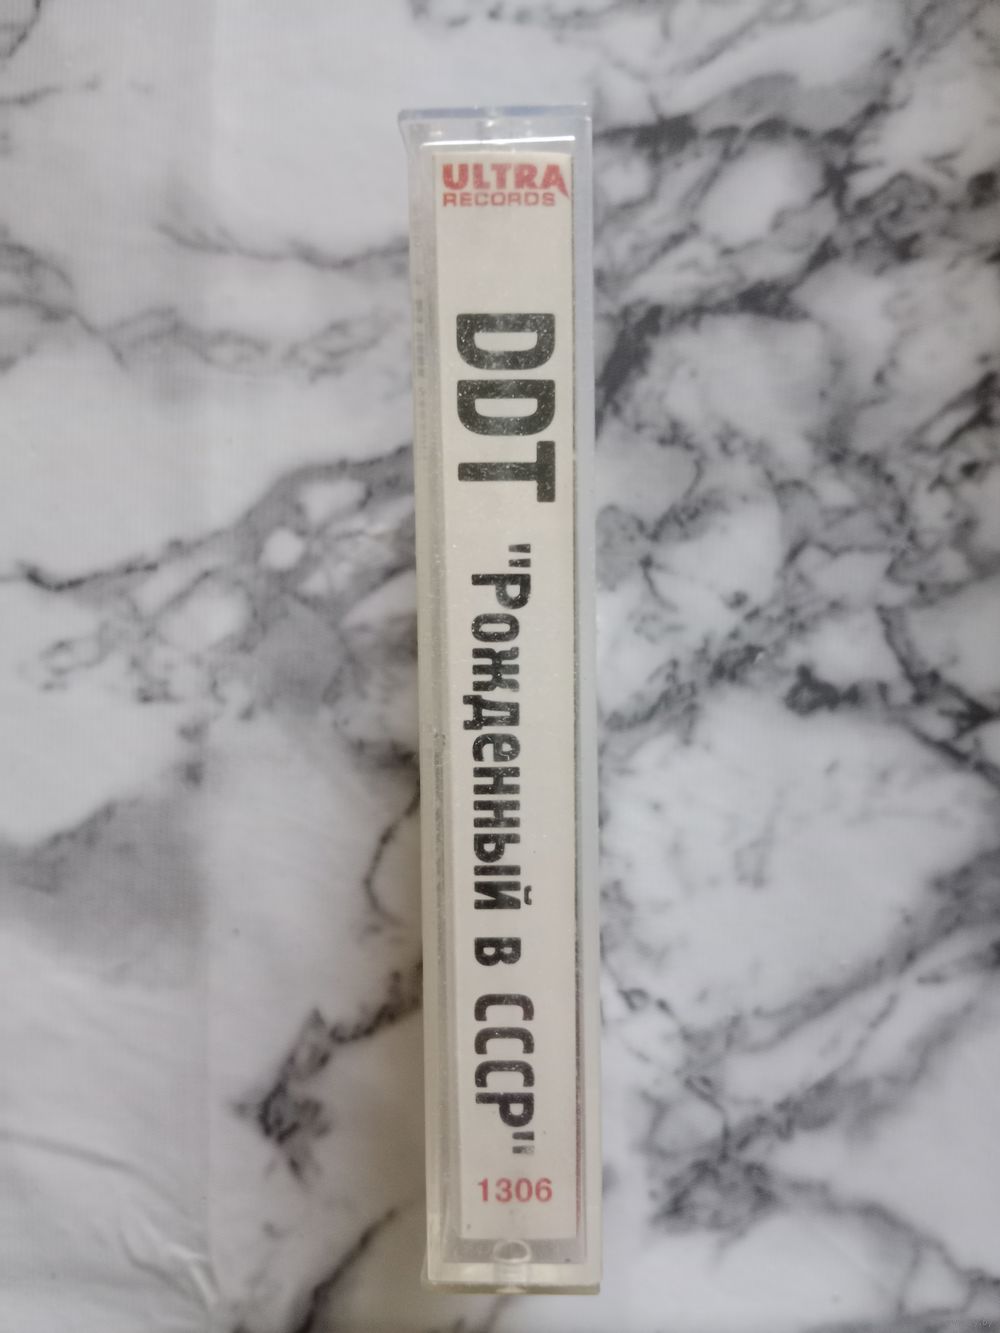 ULTRA
RECORDS
DDT "Рожденный в СССР"
1306